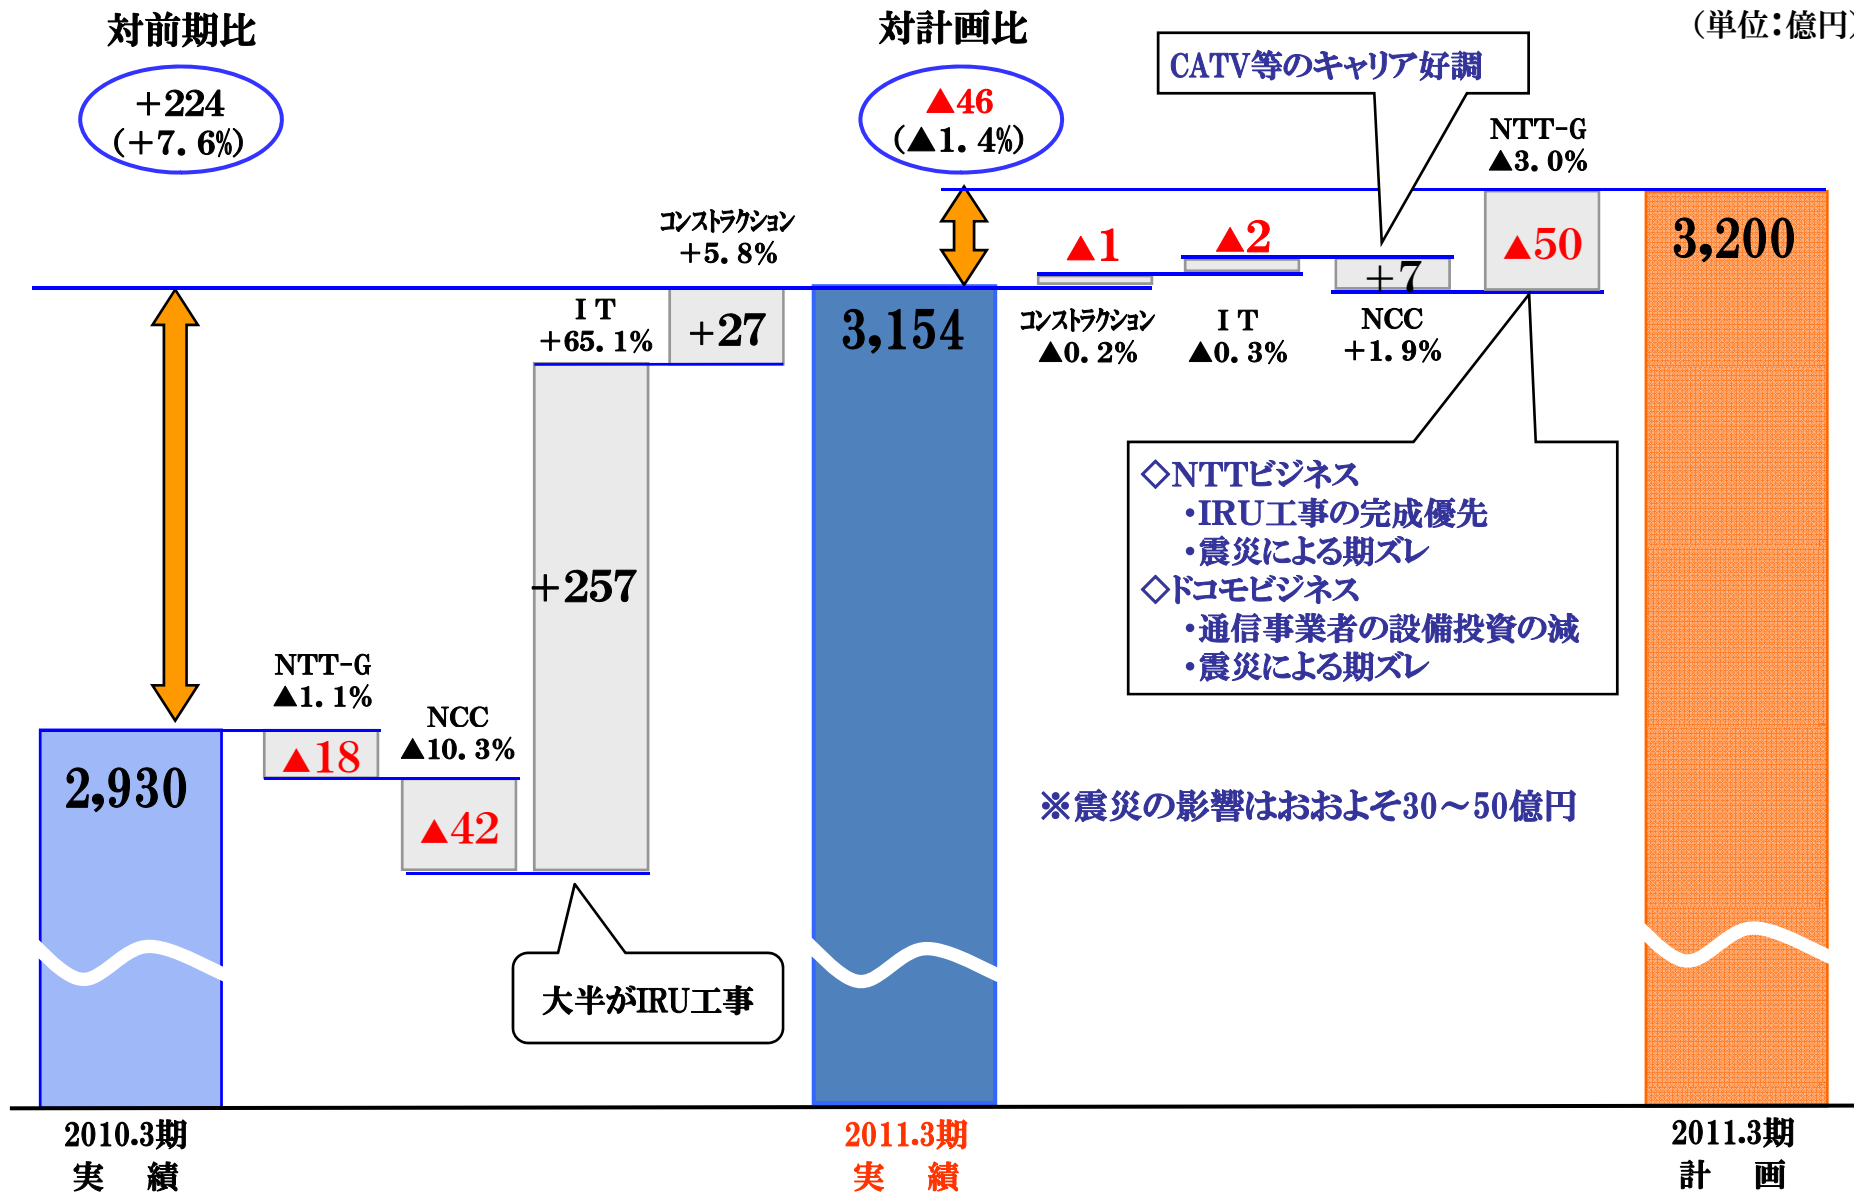 (単位：億円)
対前期比
+224
(+7.6%)
対計画比
▲46
(▲1.4%)
CATV等のキャリア好調
NTT-G
▲3.0%
▲50
3,200
コンストラクション
+5.8%
+27
IT
+65.1%
+257
3,154
▲1
コンストラクション
▲0.2%
▲2
IT
▲0.3%
+7
NCC
+1.9%
◇NTTビジネス
・IRU工事の完成優先
・震災による期ズレ
◇ドコモビジネス
・通信事業者の設備投資の減
・震災による期ズレ
NTT-G
▲1.1%
▲18
NCC
▲10.3%
▲42
2,930
※震災の影響はおおよそ30～50億円
大半がIRU工事
2010.3期
実 績
2011.3期
実 績
2011.3期
計 画